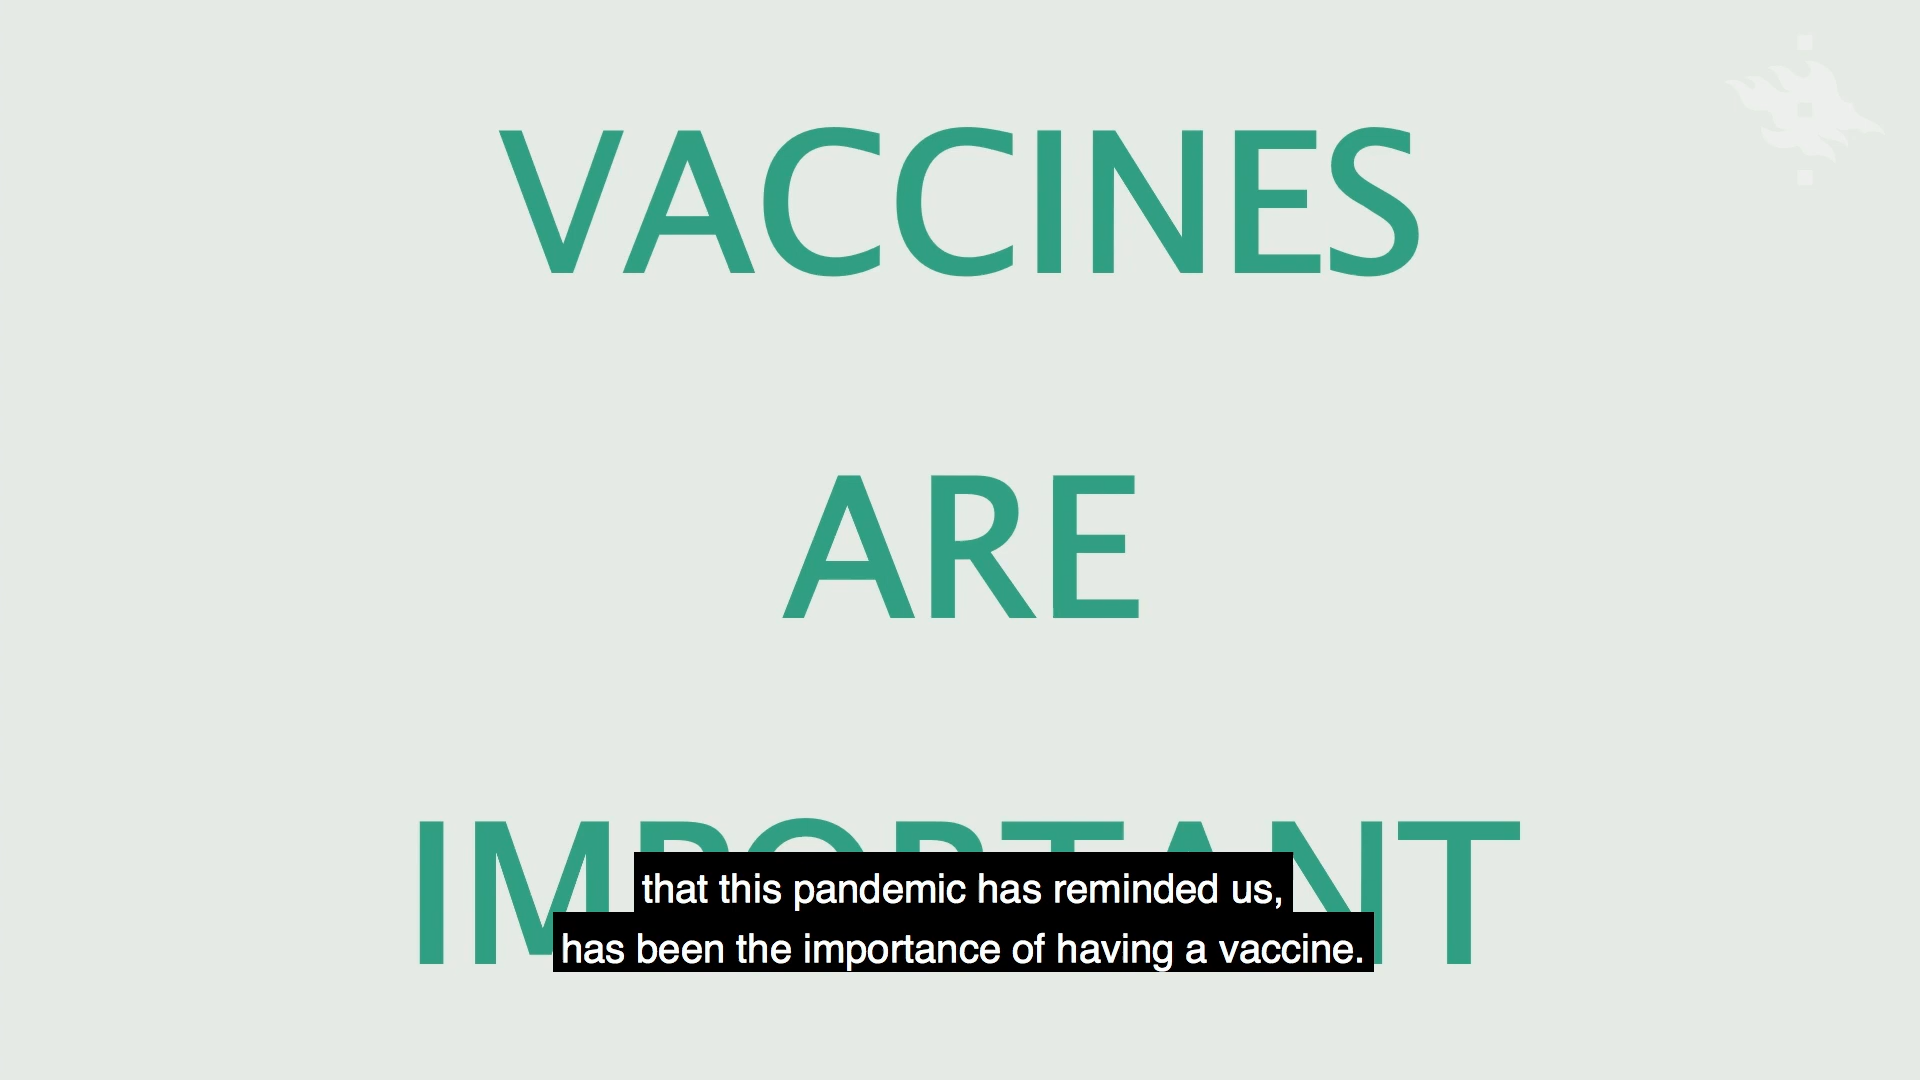 VACCINES
ARE
IMPORTANT
that this pandemic has reminded us,
has been the importance of having a vaccine.